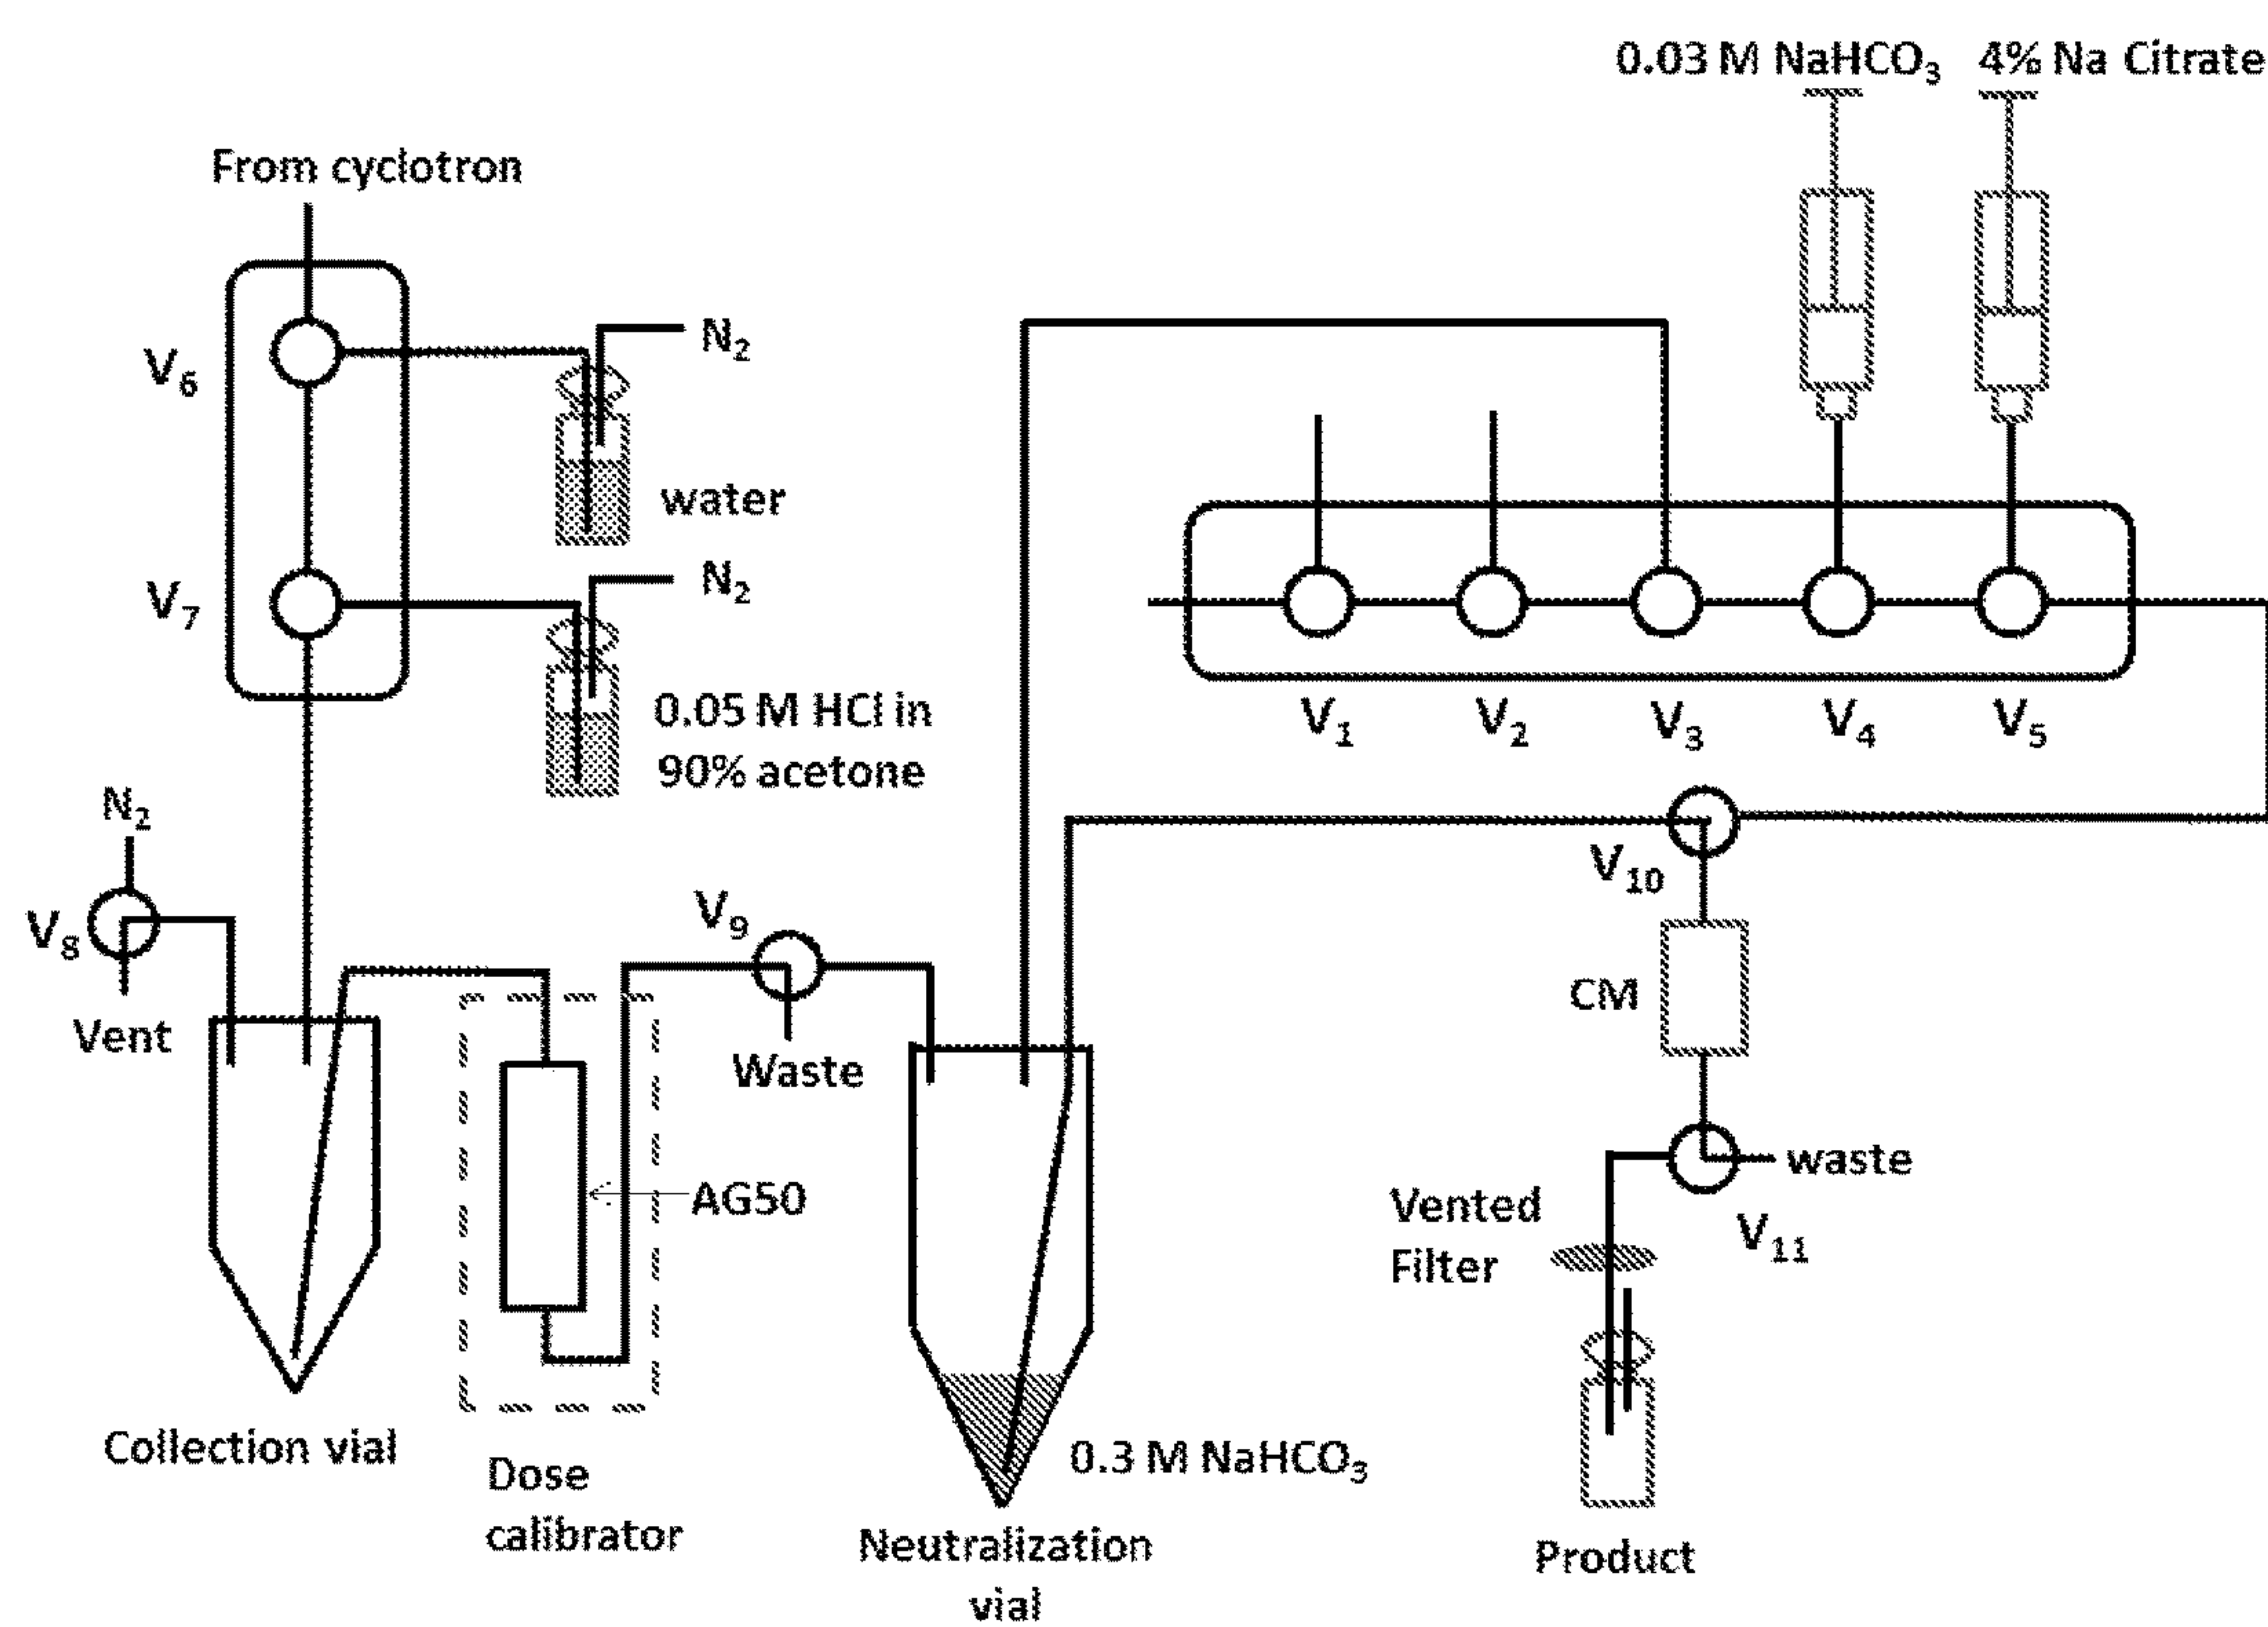 0.03 M NaHCO₃ 4% Na Citrate
From cyclotron
V₆
N₂
water
V₇
N₂
0.05 M HCl in
90% acetone
V₁ V₂ V₃ V₄ V₅
N₂
V₈
Vent
V₉
Waste
V₁₀
CM
AG50
waste
V₁₁
Vented
Filter
Collection vial
Dose
calibrator
0.3 M NaHCO₃
Neutralization
vial
Product